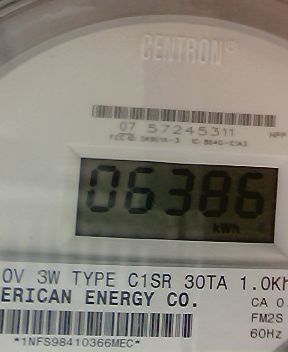 CENTRON®
07 57245311
06386
kWh
0V 3W TYPE C1SR 30TA 1.0Kh
ERICAN ENERGY CO.
CA 0.
FM2S
60Hz
*1NFS98410366MEC*